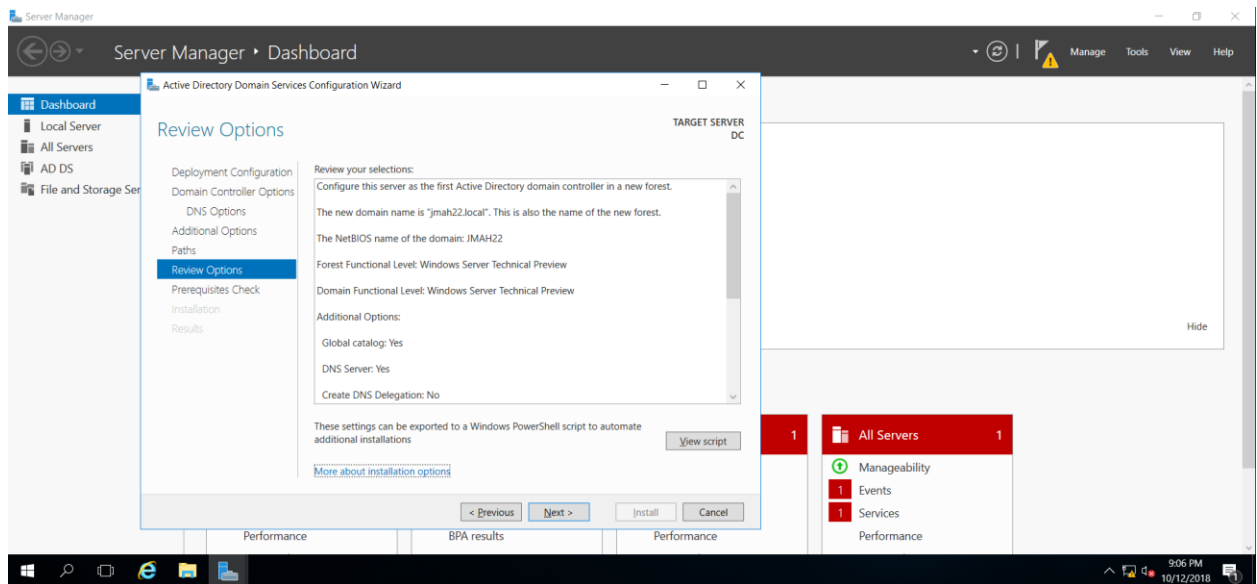 Server Manager
Server Manager ‣ Dashboard
Manage Tools View Help
Dashboard
Local Server
All Servers
AD DS
File and Storage Ser
Active Directory Domain Services Configuration Wizard
Review Options
TARGET SERVER
DC
Deployment Configuration
Domain Controller Options
DNS Options
Additional Options
Paths
Review Options
Prerequisites Check
Installation
Results
Review your selections:
Configure this server as the first Active Directory domain controller in a new forest.
The new domain name is "jmah22.local". This is also the name of the new forest.
The NetBIOS name of the domain: JMAH22
Forest Functional Level: Windows Server Technical Preview
Domain Functional Level: Windows Server Technical Preview
Additional Options:
Global catalog: Yes
DNS Server: Yes
Create DNS Delegation: No
These settings can be exported to a Windows PowerShell script to automate
additional installations
View script
More about installation options
< Previous Next > Install Cancel
Hide
1
All Servers 1
Manageability
1 Events
1 Services
Performance
Performance
BPA results
Performance
9:06 PM
10/12/2018
1